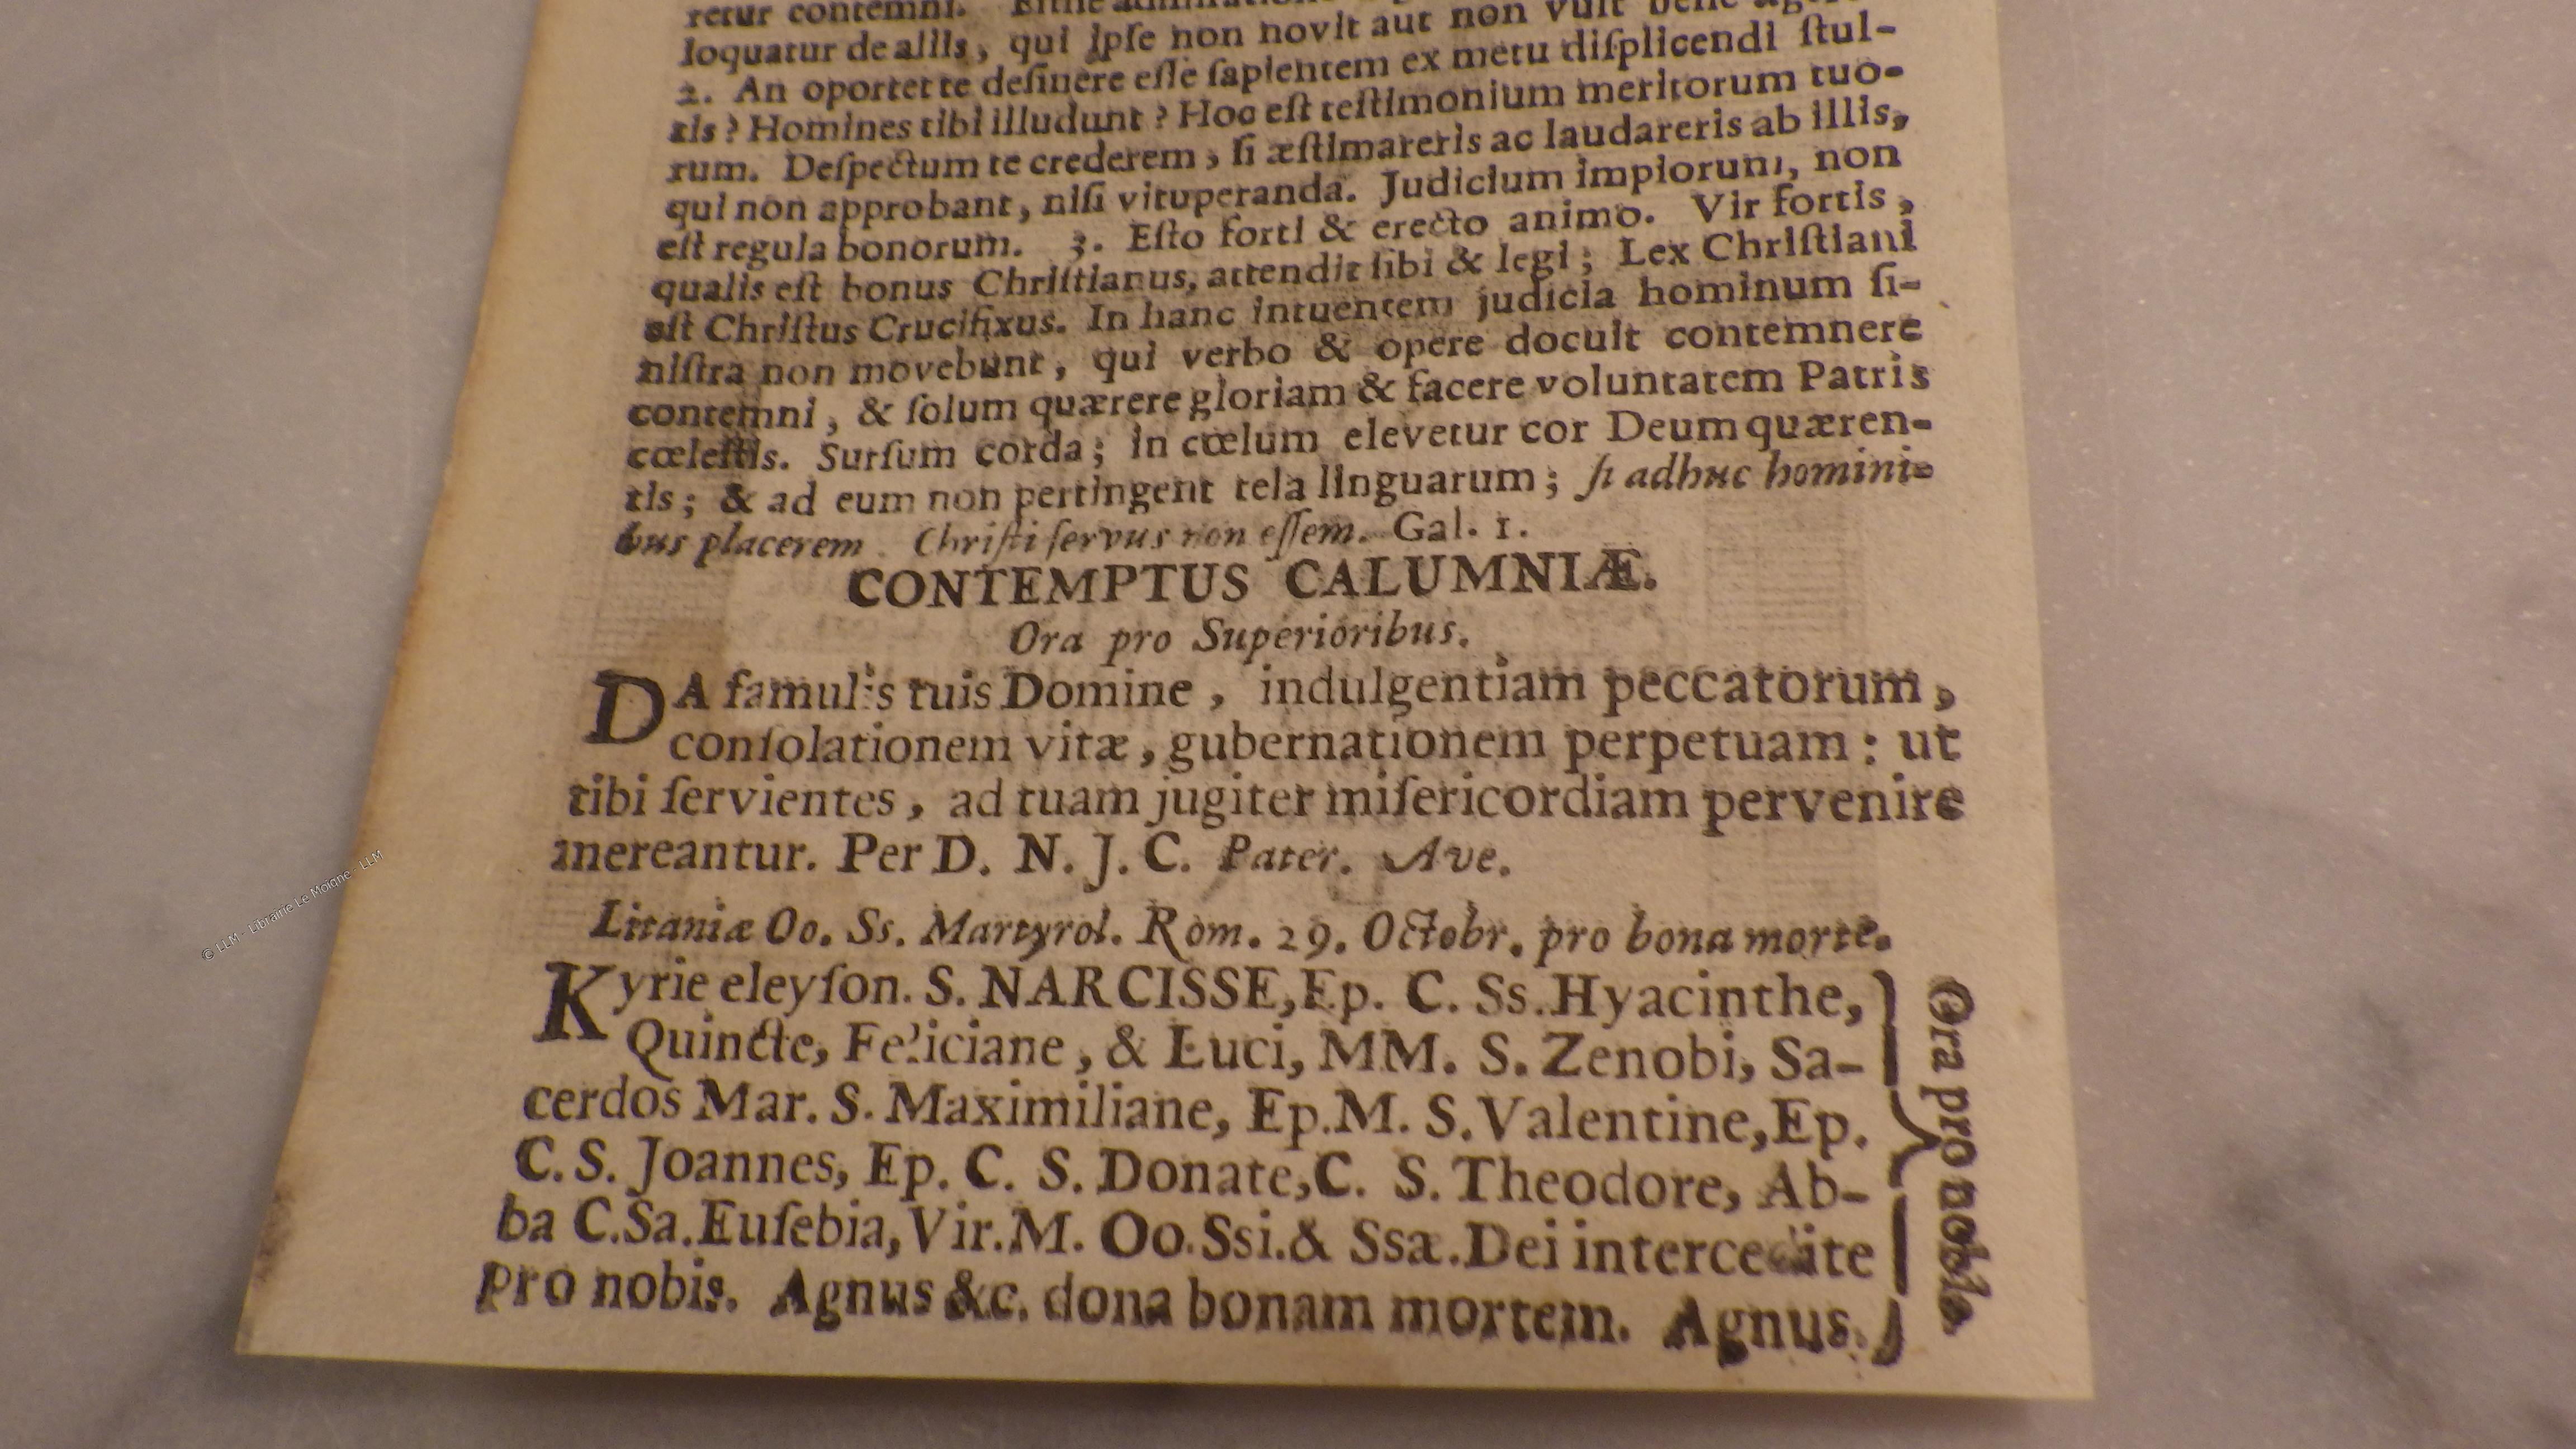 retur contemni.
loquatur de aliis, qui ipſe non novit aut non vult bene
2. An oportet te deſinere eſſe ſapientem ex metu diſplicendi ſtul-
tis? Homines tibi illudunt? Hoc eſt teſtimonium meritorum tuo-
rum. Deſpectum te crederem, ſi æſtimareris ac laudareris ab illis,
qui non approbant, niſi vituperanda. Judicium impiorum, non
eſt regula bonorum. 3. Eſto forti & erecto animo. Vir fortis,
qualis eſt bonus Chriſtianus, attendit ſibi & legi; Lex Chriſtiani
eſt Chriſtus Crucifixus. In hanc intuentem judicia hominum ſi-
niſtra non movebunt, qui verbo & opere docuit contemnere
contemni, & ſolum quærere gloriam & facere voluntatem Patris
cœleſtis. Surſum corda; in cœlum elevetur cor Deum quæren-
tis; & ad eum non pertingent tela linguarum; ſi adhuc homini-
bus placerem. Chriſti ſervus non eſſem. Gal. 1.
CONTEMPTUS CALUMNIÆ.
Ora pro Superioribus.
DA famulis tuis Domine, indulgentiam peccatorum,
conſolationem vitæ, gubernationem perpetuam: ut
tibi ſervientes, ad tuam jugiter miſericordiam pervenire
mereantur. Per D. N. J. C. Pater. Ave.
Litaniæ Oo. Ss. Martyrol. Rom. 29. Octobr. pro bona morte.
Kyrie eleyſon. S. NARCISSE, Ep. C. Ss. Hyacinthe,
Quincte, Feliciane, & Luci, MM. S. Zenobi, Sa-
cerdos Mar. S. Maximiliane, Ep. M. S. Valentine, Ep.
C. S. Joannes, Ep. C. S. Donate, C. S. Theodore, Ab-
ba C. Sa. Euſebia, Vir. M. Oo. Ssi. & Ssæ. Dei intercedite
pro nobis. Agnus &c. dona bonam mortem. Agnus.
Ora pro nobis.
© LLM - Librairie Le Moigne - LLM